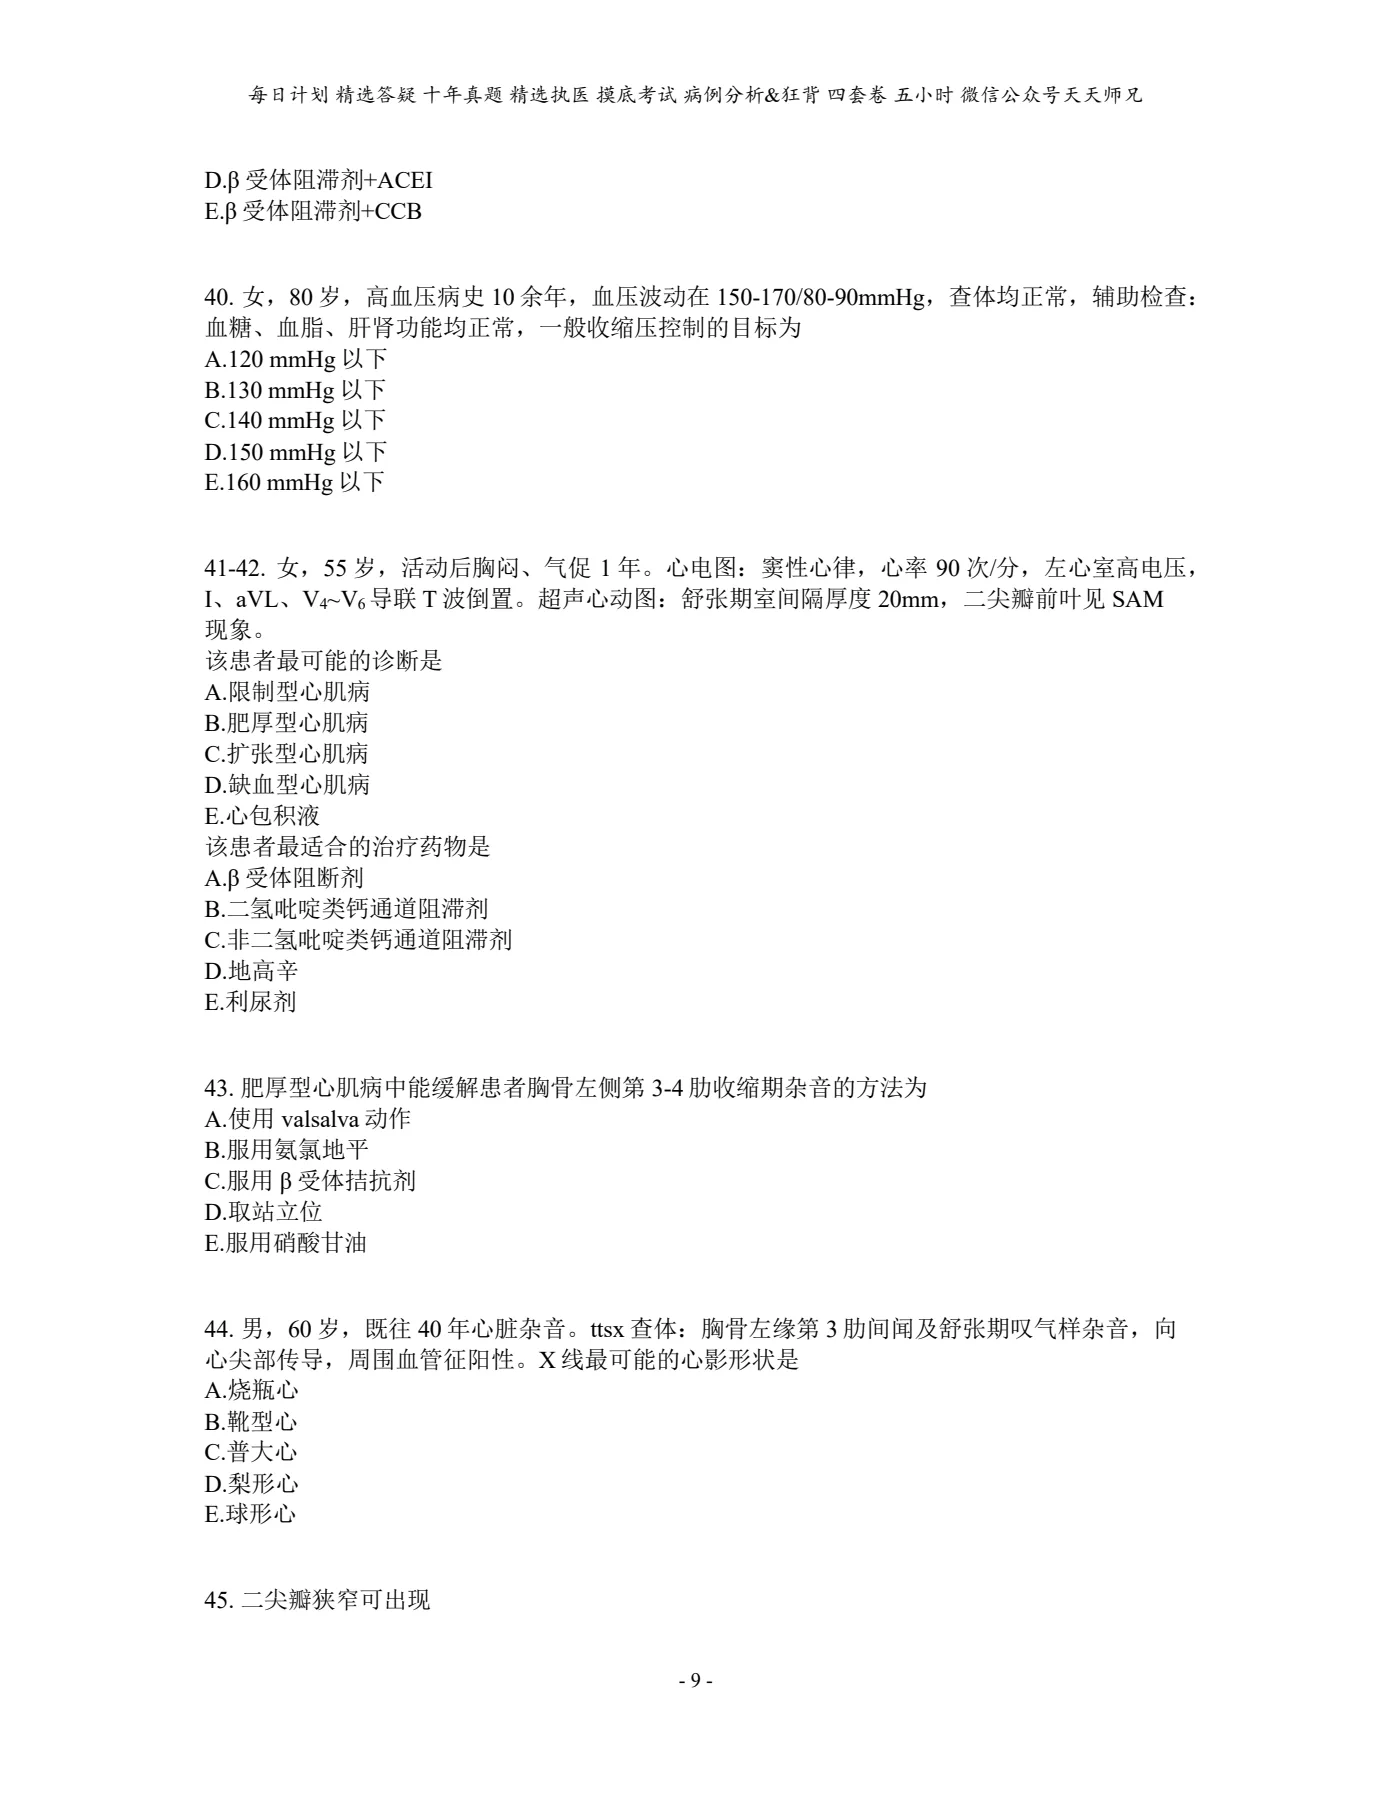 每日计划 精选答疑 十年真题 精选执医 摸底考试 病例分析&狂背 四套卷 五小时 微信公众号天天师兄
D.β 受体阻滞剂+ACEI
E.β 受体阻滞剂+CCB
40. 女，80 岁，高血压病史 10 余年，血压波动在 150-170/80-90mmHg，查体均正常，辅助检查：
血糖、血脂、肝肾功能均正常，一般收缩压控制的目标为
A.120 mmHg 以下
B.130 mmHg 以下
C.140 mmHg 以下
D.150 mmHg 以下
E.160 mmHg 以下
41-42. 女，55 岁，活动后胸闷、气促 1 年。心电图：窦性心律，心率 90 次/分，左心室高电压，
I、aVL、V₄~V₆ 导联 T 波倒置。超声心动图：舒张期室间隔厚度 20mm，二尖瓣前叶见 SAM
现象。
该患者最可能的诊断是
A.限制型心肌病
B.肥厚型心肌病
C.扩张型心肌病
D.缺血型心肌病
E.心包积液
该患者最适合的治疗药物是
A.β 受体阻断剂
B.二氢吡啶类钙通道阻滞剂
C.非二氢吡啶类钙通道阻滞剂
D.地高辛
E.利尿剂
43. 肥厚型心肌病中能缓解患者胸骨左侧第 3-4 肋收缩期杂音的方法为
A.使用 valsalva 动作
B.服用氨氯地平
C.服用 β 受体拮抗剂
D.取站立位
E.服用硝酸甘油
44. 男，60 岁，既往 40 年心脏杂音。ttsx 查体：胸骨左缘第 3 肋间闻及舒张期叹气样杂音，向
心尖部传导，周围血管征阳性。X 线最可能的心影形状是
A.烧瓶心
B.靴型心
C.普大心
D.梨形心
E.球形心
45. 二尖瓣狭窄可出现
- 9 -